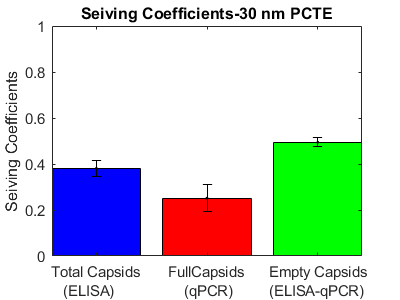 Seiving Coefficients-30 nm PCTE
Seiving Coefficients
1
0.8
0.6
0.4
0.2
0
Total Capsids FullCapsids Empty Capsids
(ELISA) (qPCR) (ELISA-qPCR)